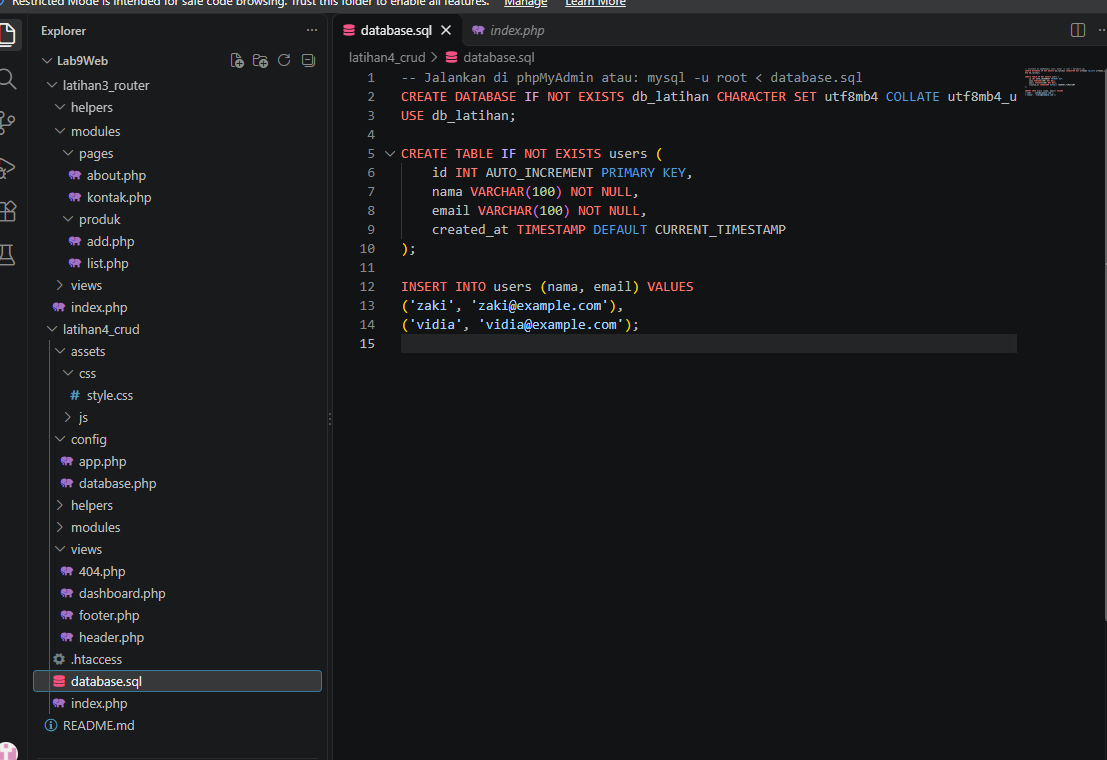 Restricted Mode is intended for safe code browsing. Trust this folder to enable all features. Manage Learn More
Explorer
Lab9Web
latihan3_router
helpers
modules
pages
about.php
kontak.php
produk
add.php
list.php
views
index.php
latihan4_crud
assets
css
# style.css
js
config
app.php
database.php
helpers
modules
views
404.php
dashboard.php
footer.php
header.php
.htaccess
database.sql
index.php
README.md
database.sql index.php
latihan4_crud > database.sql
1 -- Jalankan di phpMyAdmin atau: mysql -u root < database.sql
2 CREATE DATABASE IF NOT EXISTS db_latihan CHARACTER SET utf8mb4 COLLATE utf8mb4_u
3 USE db_latihan;
4
5 CREATE TABLE IF NOT EXISTS users (
6 id INT AUTO_INCREMENT PRIMARY KEY,
7 nama VARCHAR(100) NOT NULL,
8 email VARCHAR(100) NOT NULL,
9 created_at TIMESTAMP DEFAULT CURRENT_TIMESTAMP
10 );
11
12 INSERT INTO users (nama, email) VALUES
13 ('zaki', 'zaki@example.com'),
14 ('vidia', 'vidia@example.com');
15